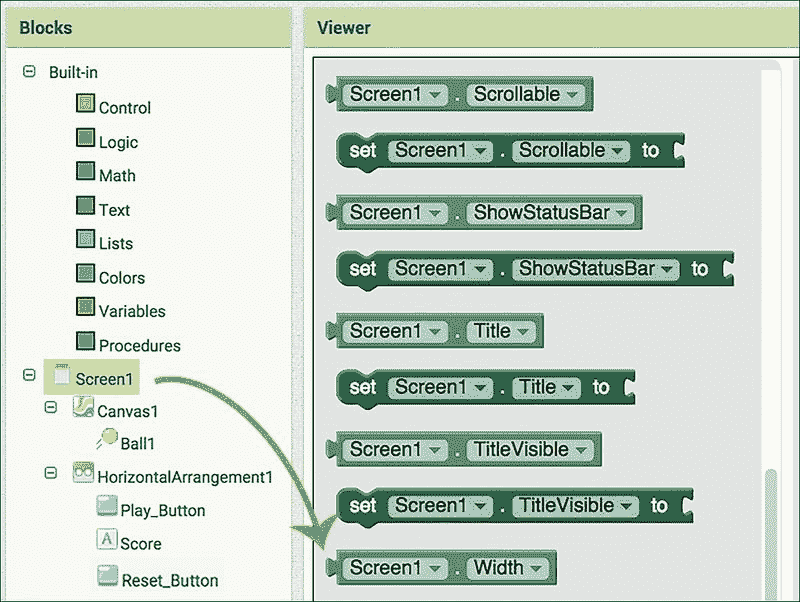 Blocks
Built-in
Control
Logic
Math
Text
Lists
Colors
Variables
Procedures
Screen1
Canvas1
Ball1
HorizontalArrangement1
Play_Button
A Score
Reset_Button
Viewer
Screen1 . Scrollable
set Screen1 . Scrollable to
Screen1 . ShowStatusBar
set Screen1 . ShowStatusBar to
Screen1 . Title
set Screen1 . Title to
Screen1 . TitleVisible
set Screen1 . TitleVisible to
Screen1 . Width